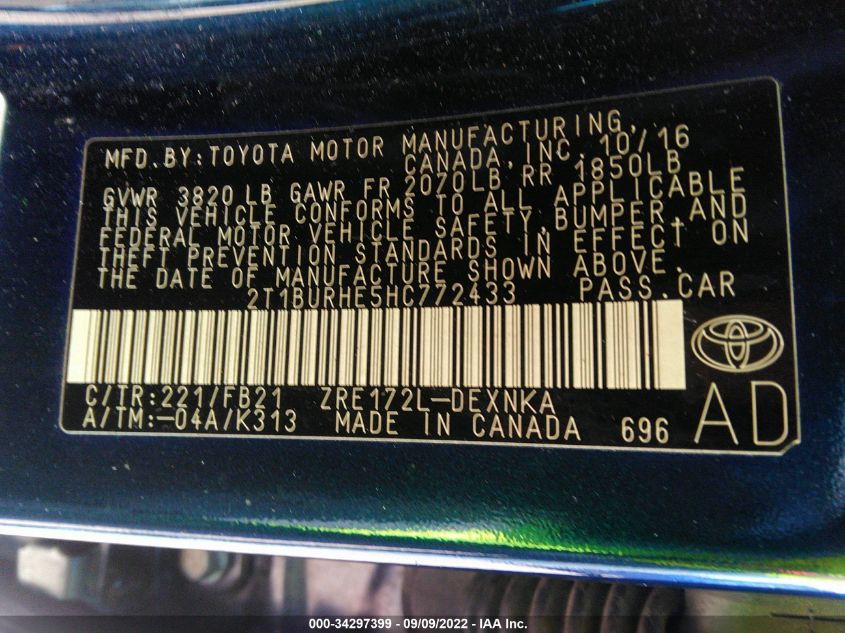 MFD.BY:TOYOTA MOTOR MANUFACTURING,
CANADA,INC. 10/16
GVWR 3820 LB GAWR FR 2070LB RR 1850LB
THIS VEHICLE CONFORMS TO ALL APPLICABLE
FEDERAL MOTOR VEHICLE SAFETY,BUMPER,AND
THEFT PREVENTION STANDARDS IN EFFECT ON
THE DATE OF MANUFACTURE SHOWN ABOVE.
2T1BURHE5HC772433 PASS.CAR
C/TR:221/FB21 ZRE172L-DEXNKA
A/TM:-04A/K313 MADE IN CANADA 696 AD
000-34297399 - 09/09/2022 - IAA Inc.